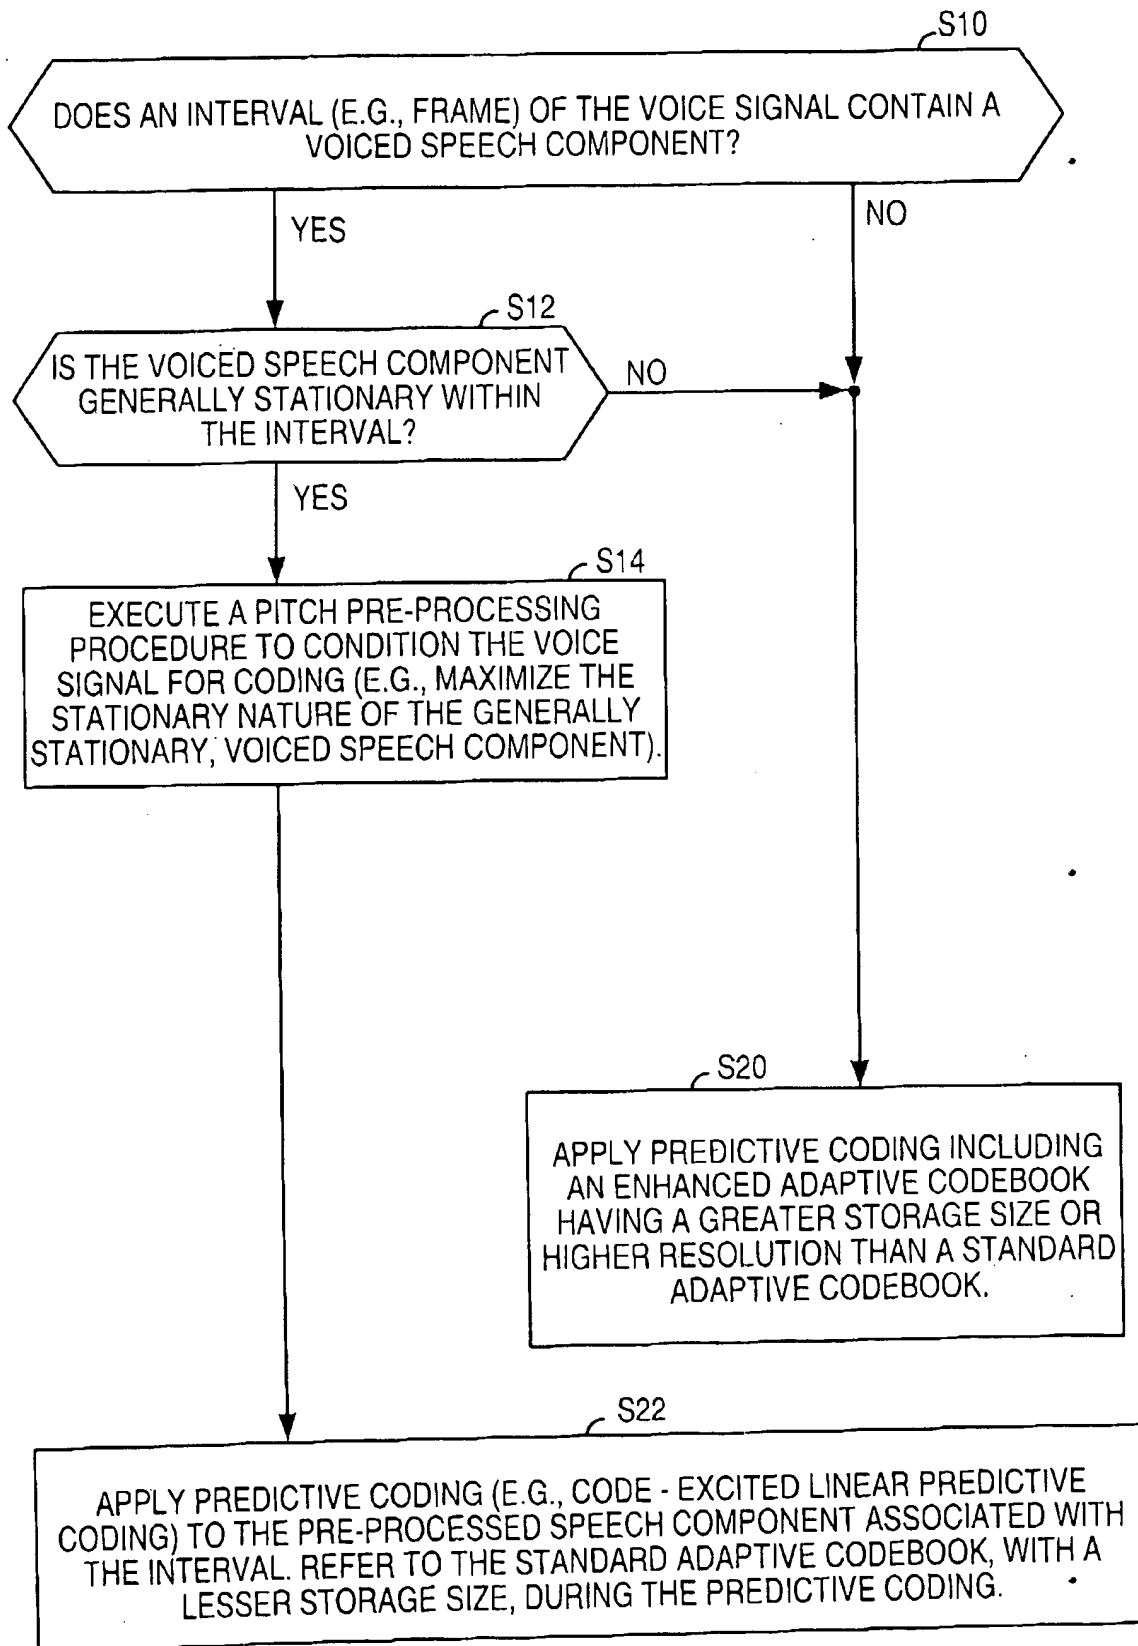 S10
DOES AN INTERVAL (E.G., FRAME) OF THE VOICE SIGNAL CONTAIN A
VOICED SPEECH COMPONENT?
YES
NO
S12
IS THE VOICED SPEECH COMPONENT
GENERALLY STATIONARY WITHIN
THE INTERVAL?
NO
YES
S14
EXECUTE A PITCH PRE-PROCESSING
PROCEDURE TO CONDITION THE VOICE
SIGNAL FOR CODING (E.G., MAXIMIZE THE
STATIONARY NATURE OF THE GENERALLY
STATIONARY, VOICED SPEECH COMPONENT).
S20
APPLY PREDICTIVE CODING INCLUDING
AN ENHANCED ADAPTIVE CODEBOOK
HAVING A GREATER STORAGE SIZE OR
HIGHER RESOLUTION THAN A STANDARD
ADAPTIVE CODEBOOK.
S22
APPLY PREDICTIVE CODING (E.G., CODE - EXCITED LINEAR PREDICTIVE
CODING) TO THE PRE-PROCESSED SPEECH COMPONENT ASSOCIATED WITH
THE INTERVAL. REFER TO THE STANDARD ADAPTIVE CODEBOOK, WITH A
LESSER STORAGE SIZE, DURING THE PREDICTIVE CODING.